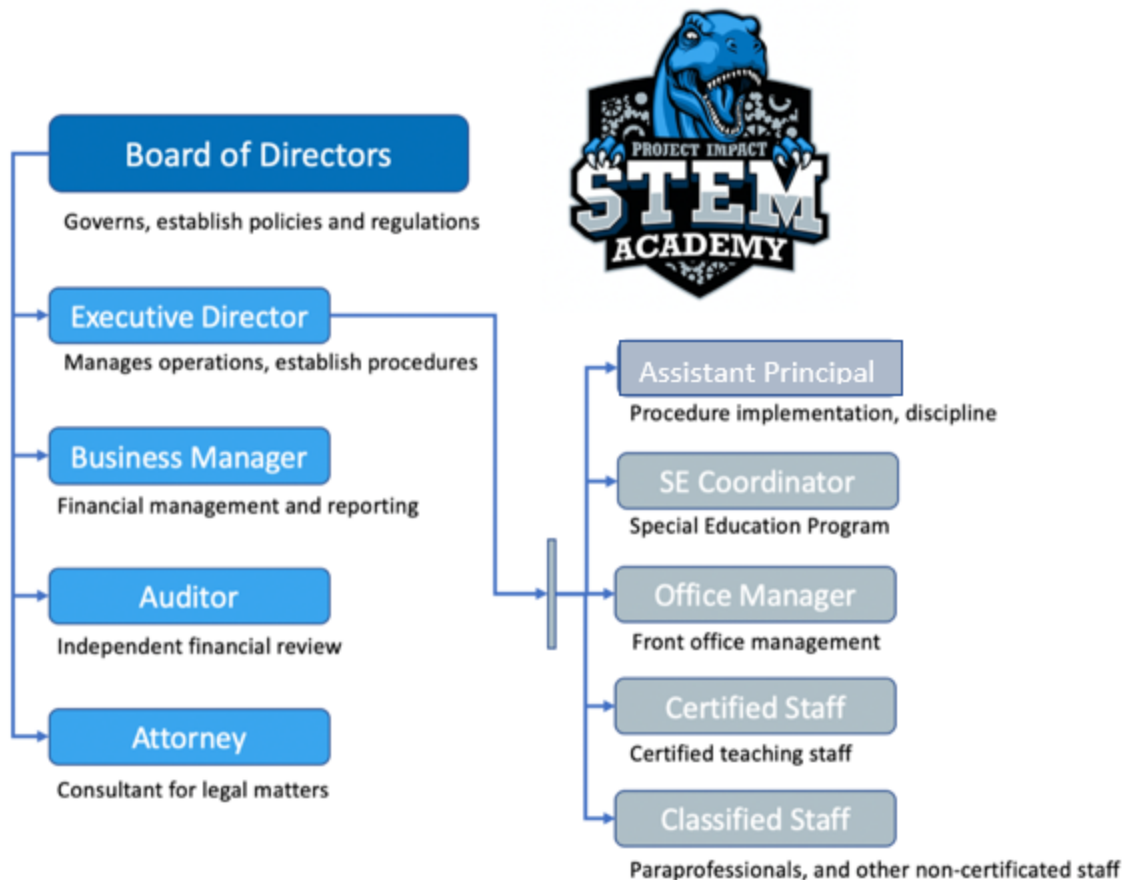 PROJECT IMPACT
STEM
ACADEMY
Board of Directors
Governs, establish policies and regulations
Executive Director
Manages operations, establish procedures
Business Manager
Financial management and reporting
Auditor
Independent financial review
Attorney
Consultant for legal matters
Assistant Principal
Procedure implementation, discipline
SE Coordinator
Special Education Program
Office Manager
Front office management
Certified Staff
Certified teaching staff
Classified Staff
Paraprofessionals, and other non-certificated staff